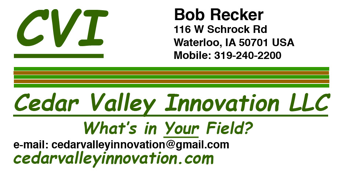 CVI
Bob Recker
116 W Schrock Rd
Waterloo, IA 50701 USA
Mobile: 319-240-2200
Cedar Valley Innovation LLC
What's in Your Field?
e-mail: cedarvalleyinnovation@gmail.com
cedarvalleyinnovation.com